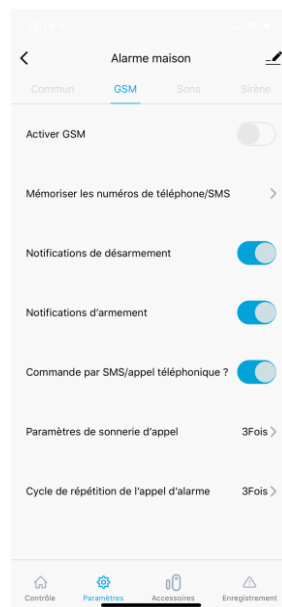 Alarme maison
Commun GSM Sons Sirène
Activer GSM
Mémoriser les numéros de téléphone/SMS
Notifications de désarmement
Notifications d'armement
Commande par SMS/appel téléphonique ?
Paramètres de sonnerie d'appel 3Fois
Cycle de répétition de l'appel d'alarme 3Fois
Contrôle Paramètres Accessoires Enregistrement